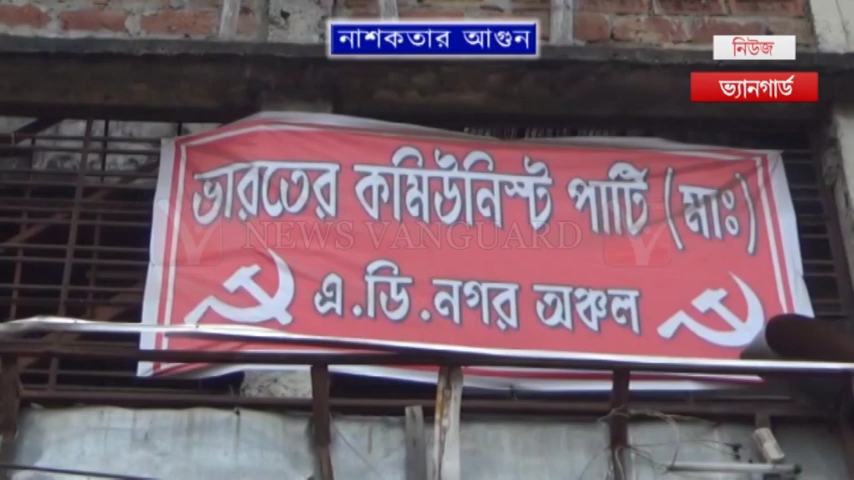 নাশকতার আগুন
নিউজ
ভ্যানগার্ড
ভারতের কমিউনিস্ট পার্টি (মাঃ)
NEWS VANGUARD
এ.ডি.নগর অঞ্চল